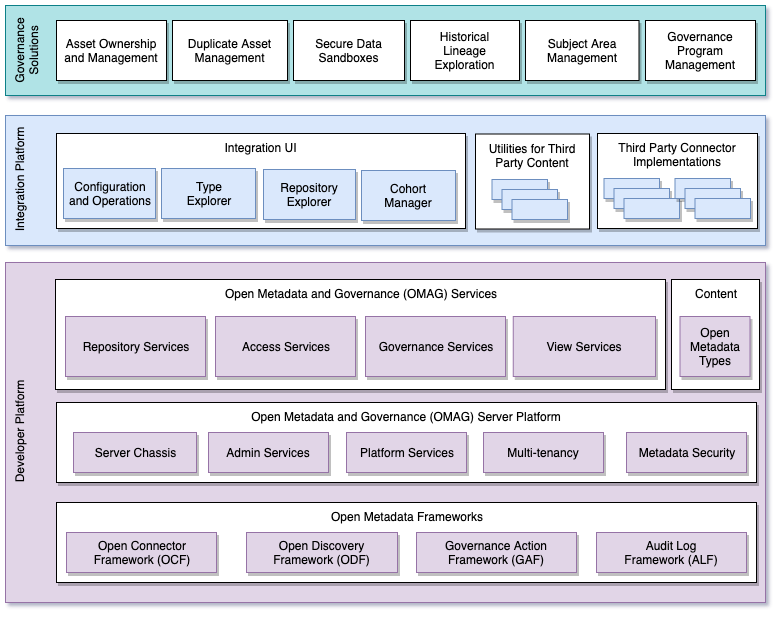 Governance
Solutions
Asset Ownership
and Management
Duplicate Asset
Management
Secure Data
Sandboxes
Historical
Lineage
Exploration
Subject Area
Management
Governance
Program
Management
Integration Platform
Integration UI
Configuration
and Operations
Type
Explorer
Repository
Explorer
Cohort
Manager
Utilities for Third
Party Content
Third Party Connector
Implementations
Developer Platform
Open Metadata and Governance (OMAG) Services
Repository Services
Access Services
Governance Services
View Services
Content
Open
Metadata
Types
Open Metadata and Governance (OMAG) Server Platform
Server Chassis
Admin Services
Platform Services
Multi-tenancy
Metadata Security
Open Metadata Frameworks
Open Connector
Framework (OCF)
Open Discovery
Framework (ODF)
Governance Action
Framework (GAF)
Audit Log
Framework (ALF)